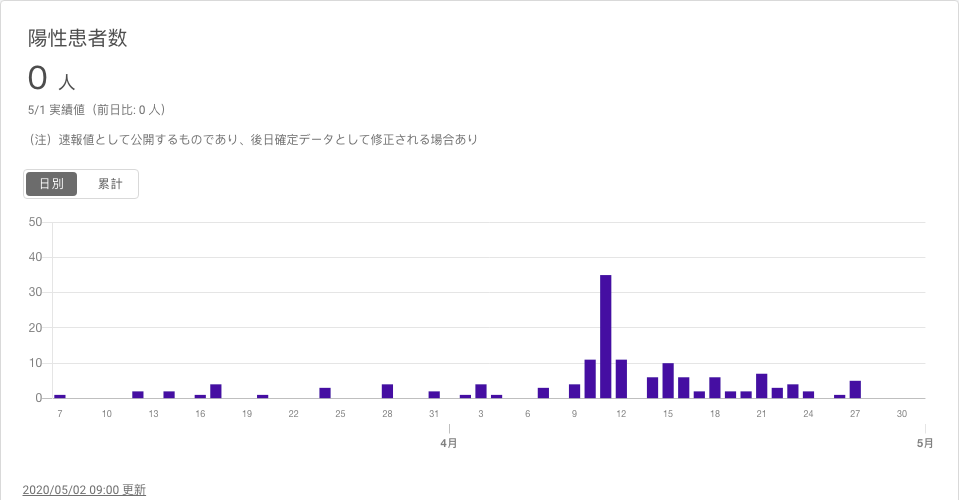 陽性患者数
0 人
5/1 実績値（前日比: 0 人）
（注）速報値として公開するものであり、後日確定データとして修正される場合あり
日別 累計
50
40
30
20
10
0
7 10 13 16 19 22 25 28 31 3 6 9 12 15 18 21 24 27 30
4月 5月
2020/05/02 09:00 更新